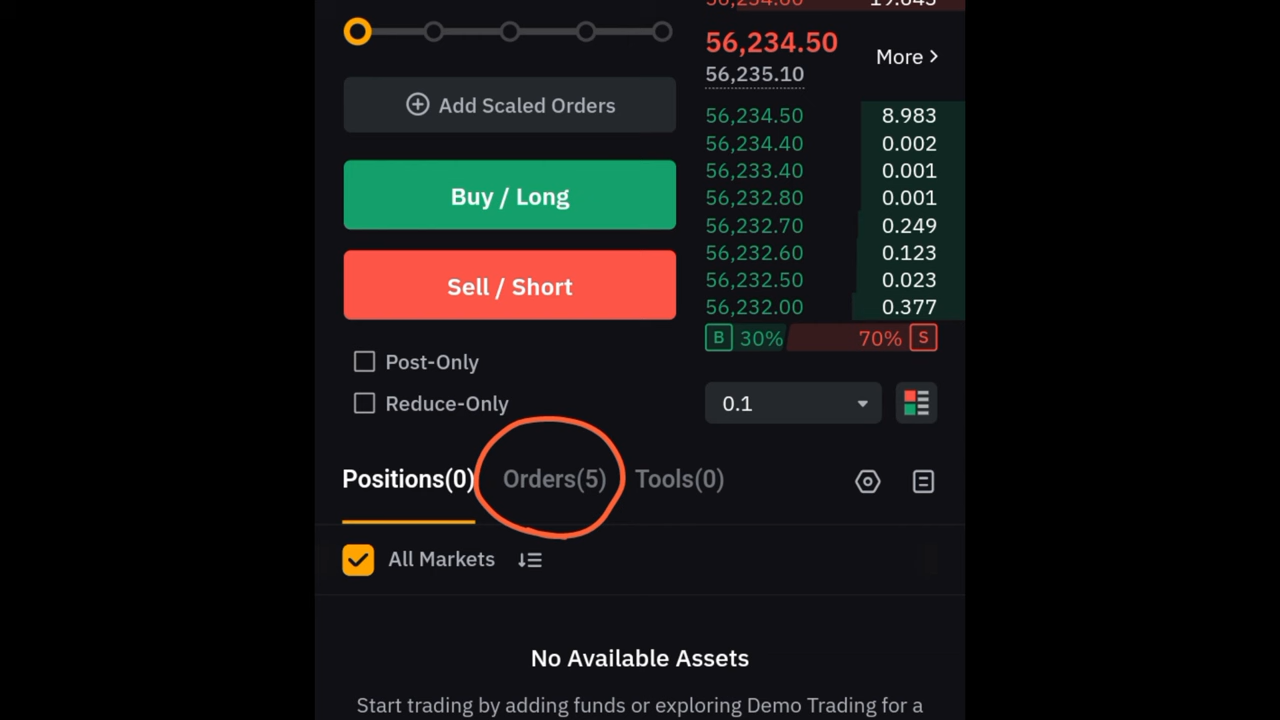 56,234.50
56,235.10
More >
Add Scaled Orders
56,234.50 8.983
56,234.40 0.002
56,233.40 0.001
Buy / Long
56,232.80 0.001
56,232.70 0.249
56,232.60 0.123
Sell / Short
56,232.50 0.023
56,232.00 0.377
B 30% 70% S
Post-Only
Reduce-Only
0.1
Positions(0) Orders(5) Tools(0)
All Markets
No Available Assets
Start trading by adding funds or exploring Demo Trading for a